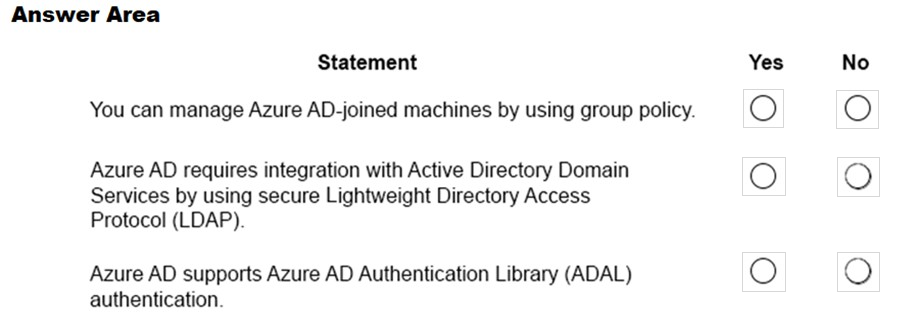 Answer Area
Statement Yes No
You can manage Azure AD-joined machines by using group policy.
Azure AD requires integration with Active Directory Domain
Services by using secure Lightweight Directory Access
Protocol (LDAP).
Azure AD supports Azure AD Authentication Library (ADAL)
authentication.